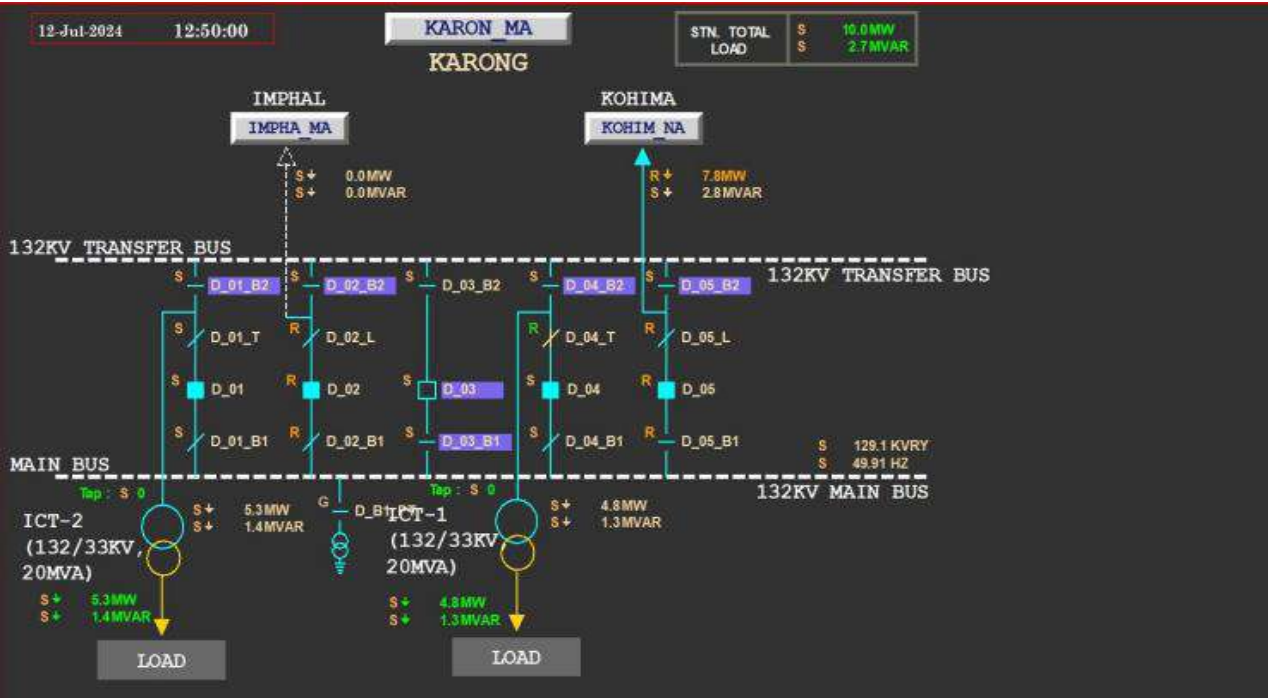 12-Jul-2024 12:50:00
KARON_MA
KARONG
STN. TOTAL LOAD
S 10.0MW
S 2.7MVAR
IMPHAL
IMPHA_MA
KOHIMA
KOHIM_NA
S 0.0MW
S 0.0MVAR
R 7.8MW
S 2.8MVAR
132KV TRANSFER BUS
132KV TRANSFER BUS
S D_01_B2 S D_02_B2 S D_03_B2 S D_04_B2 S D_05_B2
S D_01_T R D_02_L R D_04_T R D_05_L
S D_01 R D_02 S D_03 S D_04 R D_05
S D_01_B1 R D_02_B1 S D_03_B1 S D_04_B1 R D_05_B1
S 129.1 KVRY
S 49.91 HZ
MAIN BUS
132KV MAIN BUS
Tap : S 0
Tap : S 0
ICT-2
(132/33KV,
20MVA)
S 5.3MW
S 1.4MVAR
G D_B1
ICT-1
(132/33KV,
20MVA)
S 4.8MW
S 1.3MVAR
S 5.3MW
S 1.4MVAR
S 4.8MW
S 1.3MVAR
LOAD
LOAD